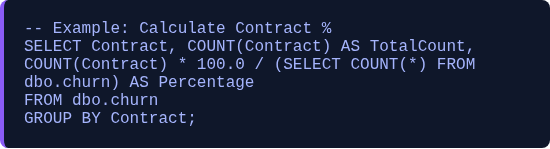 -- Example: Calculate Contract %
SELECT Contract, COUNT(Contract) AS TotalCount,
COUNT(Contract) * 100.0 / (SELECT COUNT(*) FROM
dbo.churn) AS Percentage
FROM dbo.churn
GROUP BY Contract;